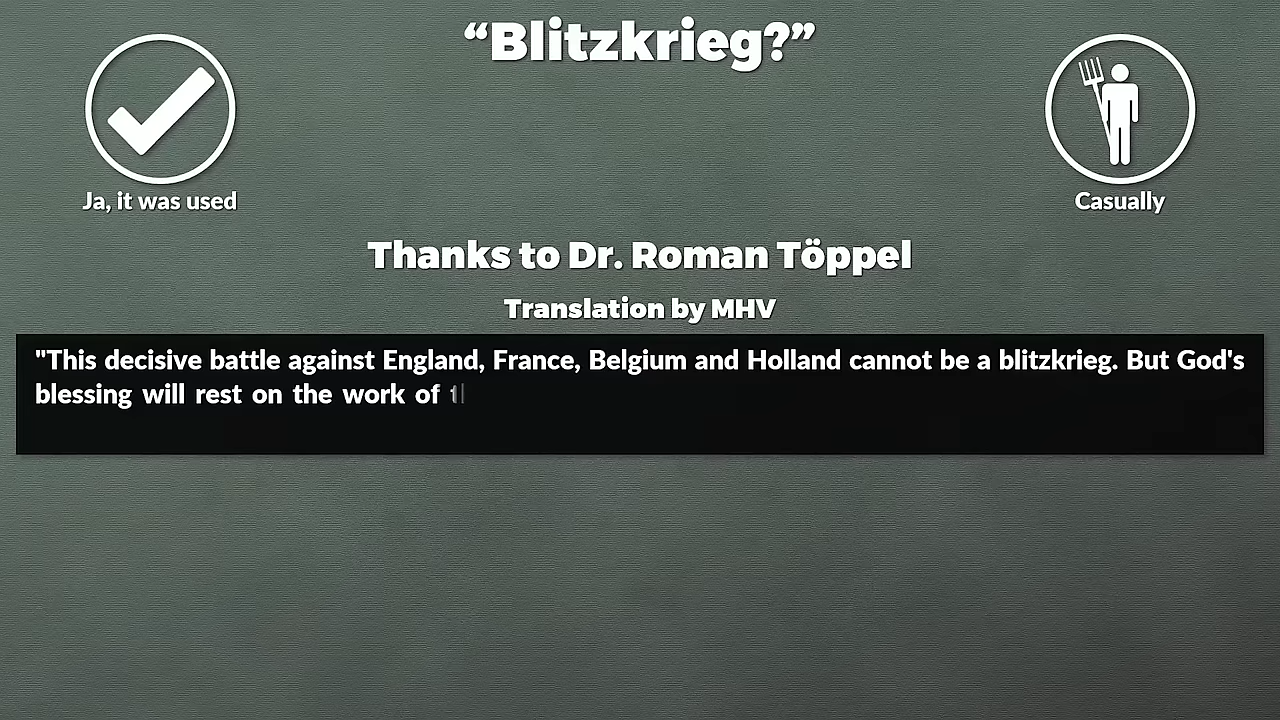 “Blitzkrieg?”
Ja, it was used
Casually
Thanks to Dr. Roman Töppel
Translation by MHV
"This decisive battle against England, France, Belgium and Holland cannot be a blitzkrieg. But God's
blessing will rest on the work of